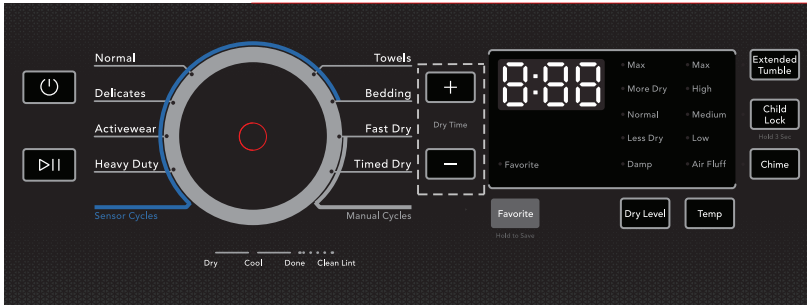 Normal
Delicates
Activewear
Heavy Duty
Sensor Cycles
Towels
Bedding
Fast Dry
Timed Dry
Manual Cycles
Dry Cool Done Clean Lint
+
Dry Time
−
8:88
Favorite
Max
More Dry
Normal
Less Dry
Damp
Max
High
Medium
Low
Air Fluff
Favorite
Hold to Save
Dry Level
Temp
Extended
Tumble
Child
Lock
Hold 3 Sec
Chime